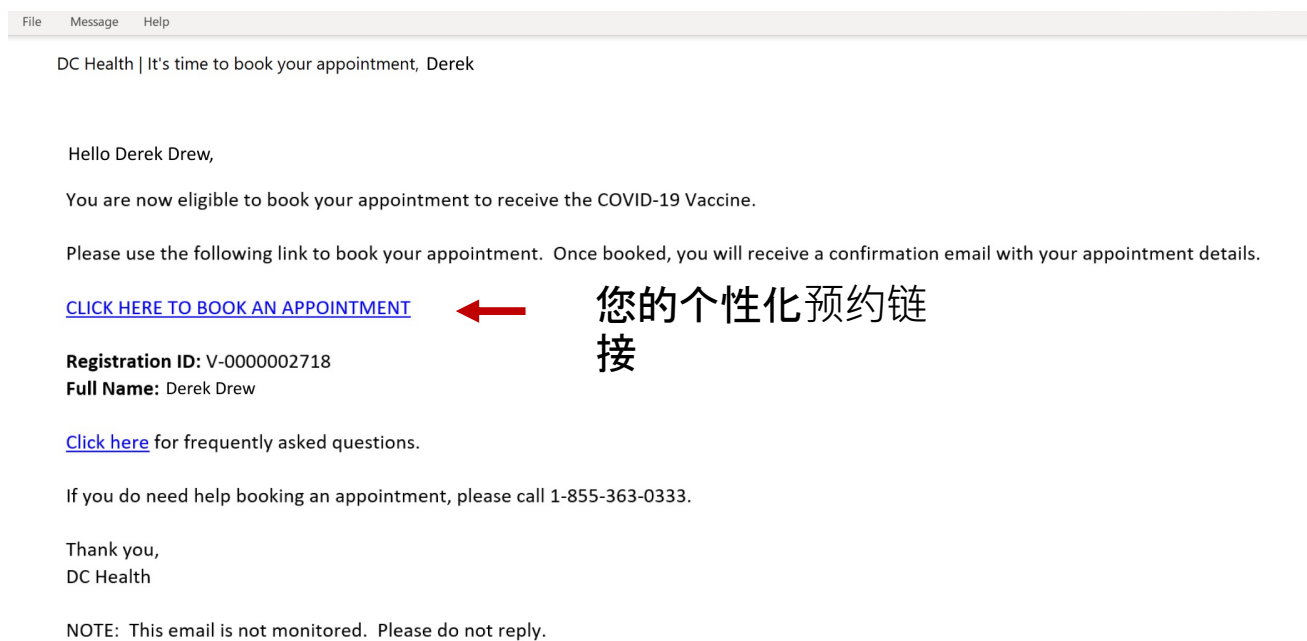 File Message Help
DC Health | It's time to book your appointment, Derek
Hello Derek Drew,
You are now eligible to book your appointment to receive the COVID-19 Vaccine.
Please use the following link to book your appointment.  Once booked, you will receive a confirmation email with your appointment details.
CLICK HERE TO BOOK AN APPOINTMENT
您的个性化预约链
接
Registration ID: V-0000002718
Full Name: Derek Drew
Click here for frequently asked questions.
If you do need help booking an appointment, please call 1-855-363-0333.
Thank you,
DC Health
NOTE:  This email is not monitored.  Please do not reply.